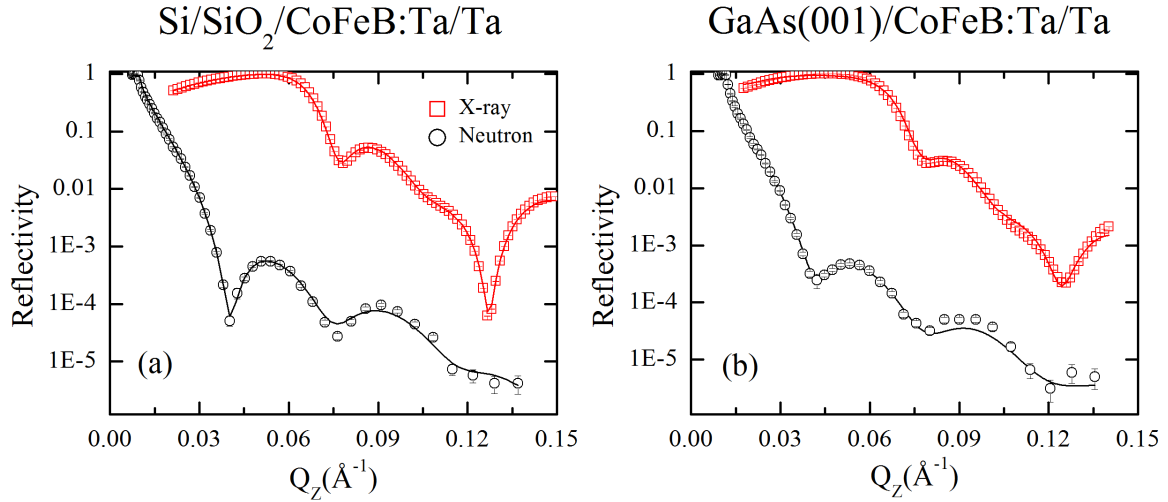 Si/SiO2/CoFeB:Ta/Ta
GaAs(001)/CoFeB:Ta/Ta
Reflectivity
1
0.1
0.01
1E-3
1E-4
1E-5
X-ray
Neutron
(a)
0.00
0.03
0.06
0.09
0.12
0.15
QZ(Å-1)
Reflectivity
1
0.1
0.01
1E-3
1E-4
1E-5
(b)
0.00
0.03
0.06
0.09
0.12
0.15
QZ(Å-1)